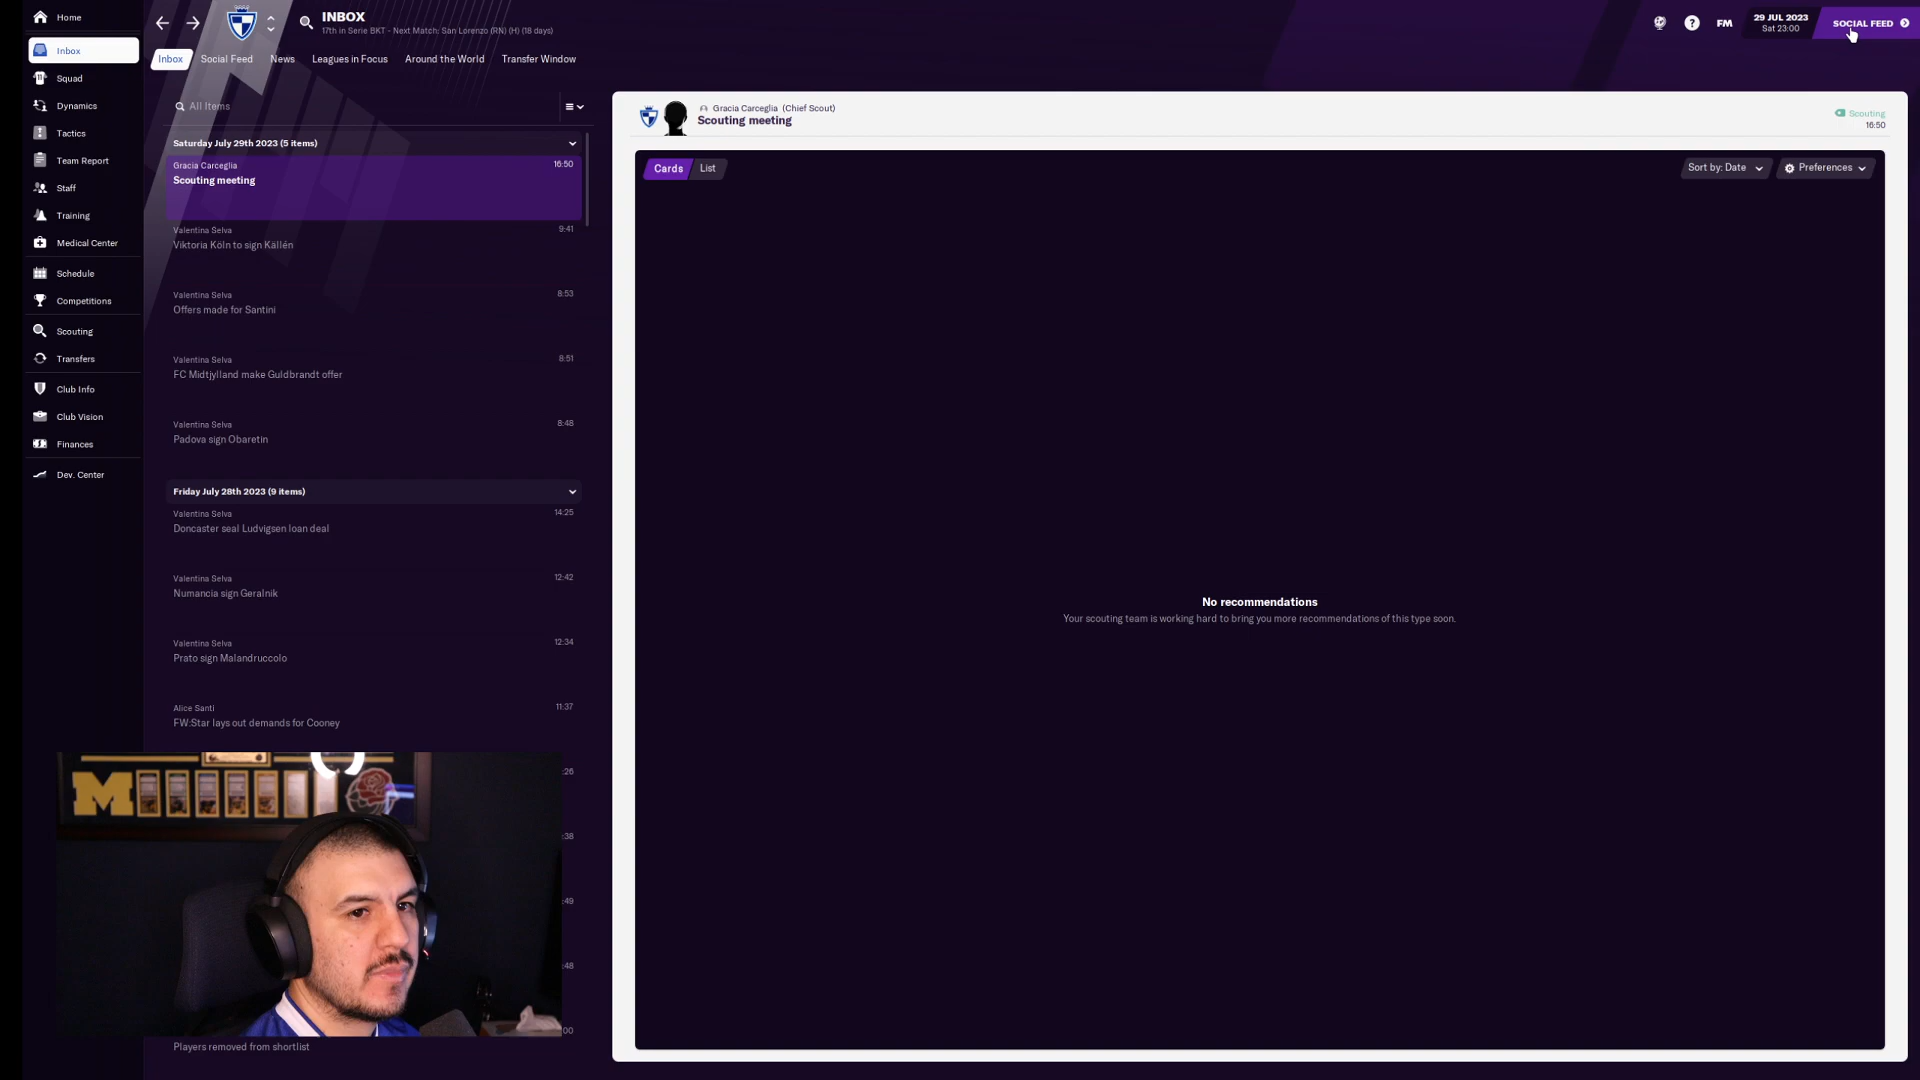 Home
Inbox
Squad
Dynamics
Tactics
Team Report
Staff
Training
Medical Center
Schedule
Competitions
Scouting
Transfers
Club Info
Club Vision
Finances
Dev. Center
INBOX
17th in Serie BKT - Next Match: San Lorenzo (RN) (H) (18 days)
FM
29 JUL 2023
Sat 23:00
SOCIAL FEED
Inbox
Social Feed
News
Leagues in Focus
Around the World
Transfer Window
All Items
Saturday July 29th 2023 (5 items)
Gracia Carceglia 16:50
Scouting meeting
Valentina Selva 9:41
Viktoria Köln to sign Källén
Valentina Selva 8:53
Offers made for Santini
Valentina Selva 8:51
FC Midtjylland make Guldbrandt offer
Valentina Selva 8:48
Padova sign Obaretin
Friday July 28th 2023 (9 items)
Valentina Selva 14:25
Doncaster seal Ludvigsen loan deal
Valentina Selva 12:42
Numancia sign Geralnik
Valentina Selva 12:34
Prato sign Malandruccolo
Alice Santi 11:37
FW:Star lays out demands for Cooney
:26
:38
:49
:48
:00
Players removed from shortlist
M
Gracia Carceglia (Chief Scout)
Scouting meeting
Scouting
16:50
Cards
List
Sort by: Date
Preferences
No recommendations
Your scouting team is working hard to bring you more recommendations of this type soon.